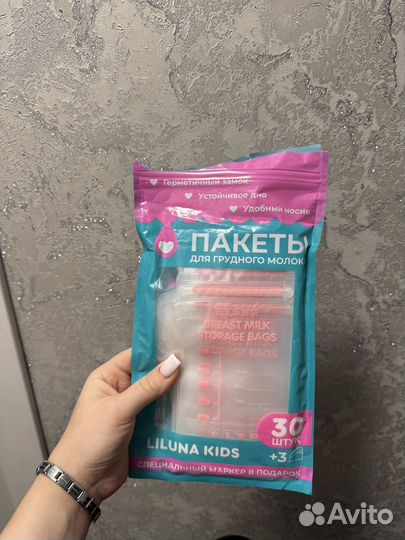 Герметичный замок
Устойчивое дно
Удобный носик
ПАКЕТЫ
ДЛЯ ГРУДНОГО МОЛОК
BREAST MILK
STORAGE BAGS
STORAGE BAGS
30
ШТУК
+3
LILUNA KIDS
СПЕЦИАЛЬНЫЙ МАРКЕР В ПОДАРОК
Avito